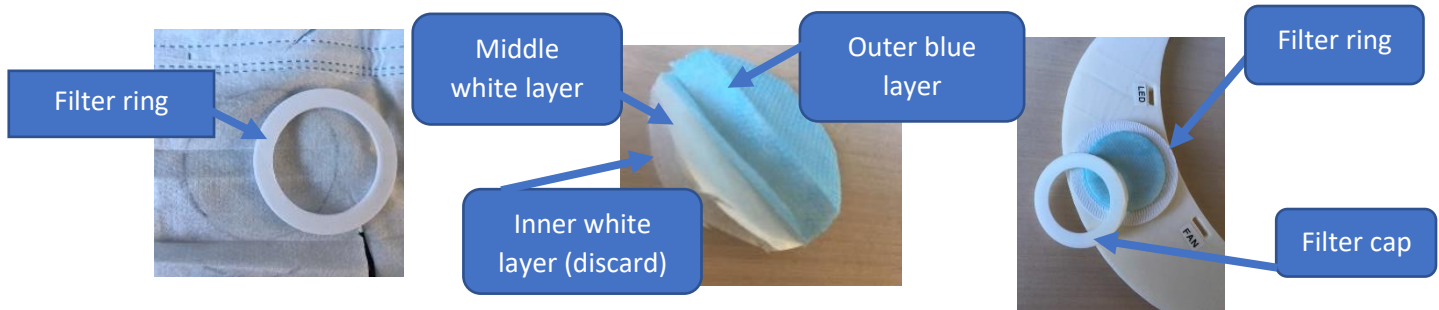 Filter ring
Middle
white layer
Outer blue
layer
Inner white
layer (discard)
Filter ring
LED
FAN
Filter cap